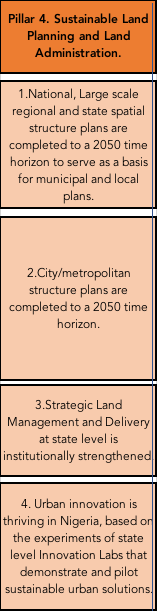 Pillar 4. Sustainable Land
Planning and Land
Administration.
1.National, Large scale
regional and state spatial
structure plans are
completed to a 2050 time
horizon to serve as a basis
for municipal and local
plans.
2.City/metropolitan
structure plans are
completed to a 2050 time
horizon.
3.Strategic Land
Management and Delivery
at state level is
institutionally strengthened
4. Urban innovation is
thriving in Nigeria, based on
the experiments of state
level Innovation Labs that
demonstrate and pilot
sustainable urban solutions.